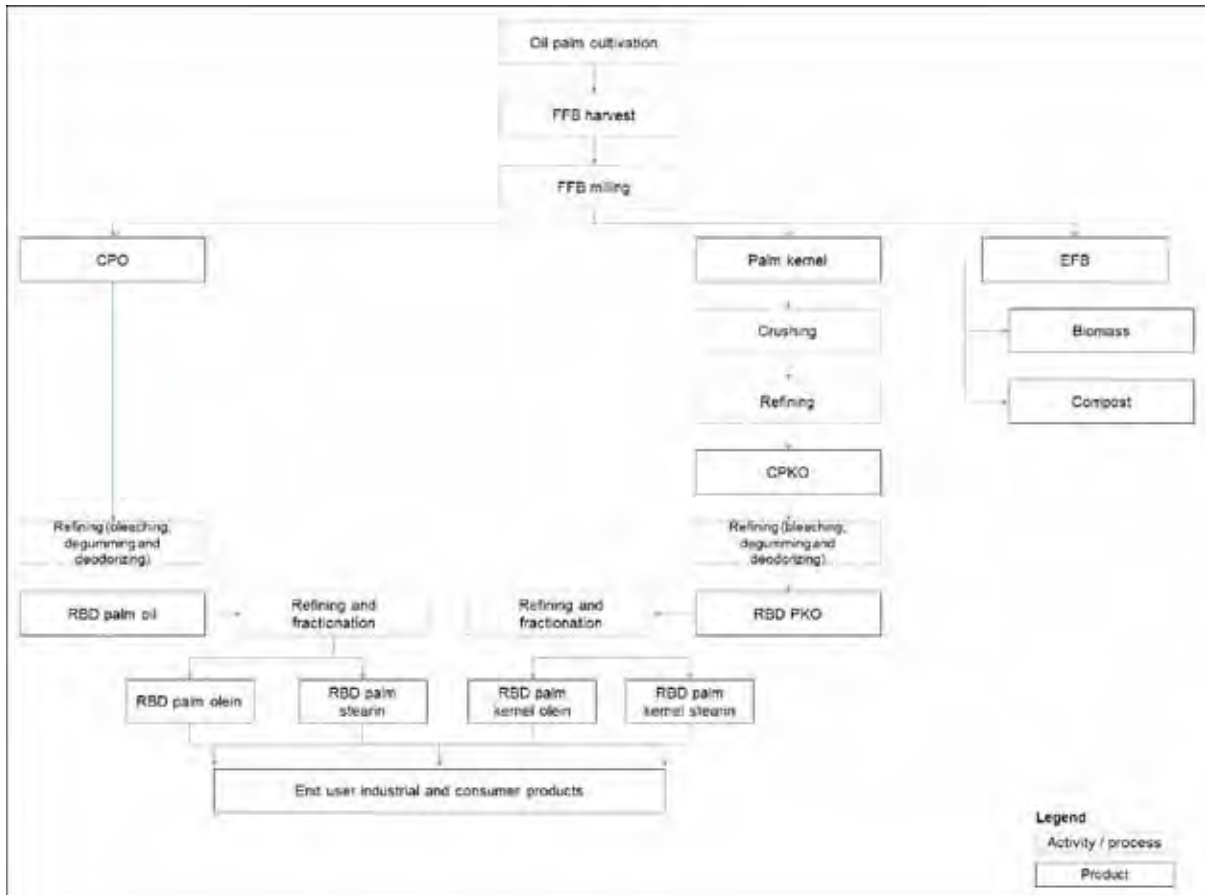 Oil palm cultivation
FFB harvest
FFB milling
CPO
Palm kernel
EFB
Crushing
Biomass
Refining
Compost
CPKO
Refining (bleaching,
degumming and
deodorizing)
Refining (bleaching,
degumming and
deodorizing)
RBD palm oil
Refining and
fractionation
Refining and
fractionation
RBD PKO
RBD palm olein
RBD palm
stearin
RBD palm
kernel olein
RBD palm
kernel stearin
End user industrial and consumer products
Legend
Activity / process
Product